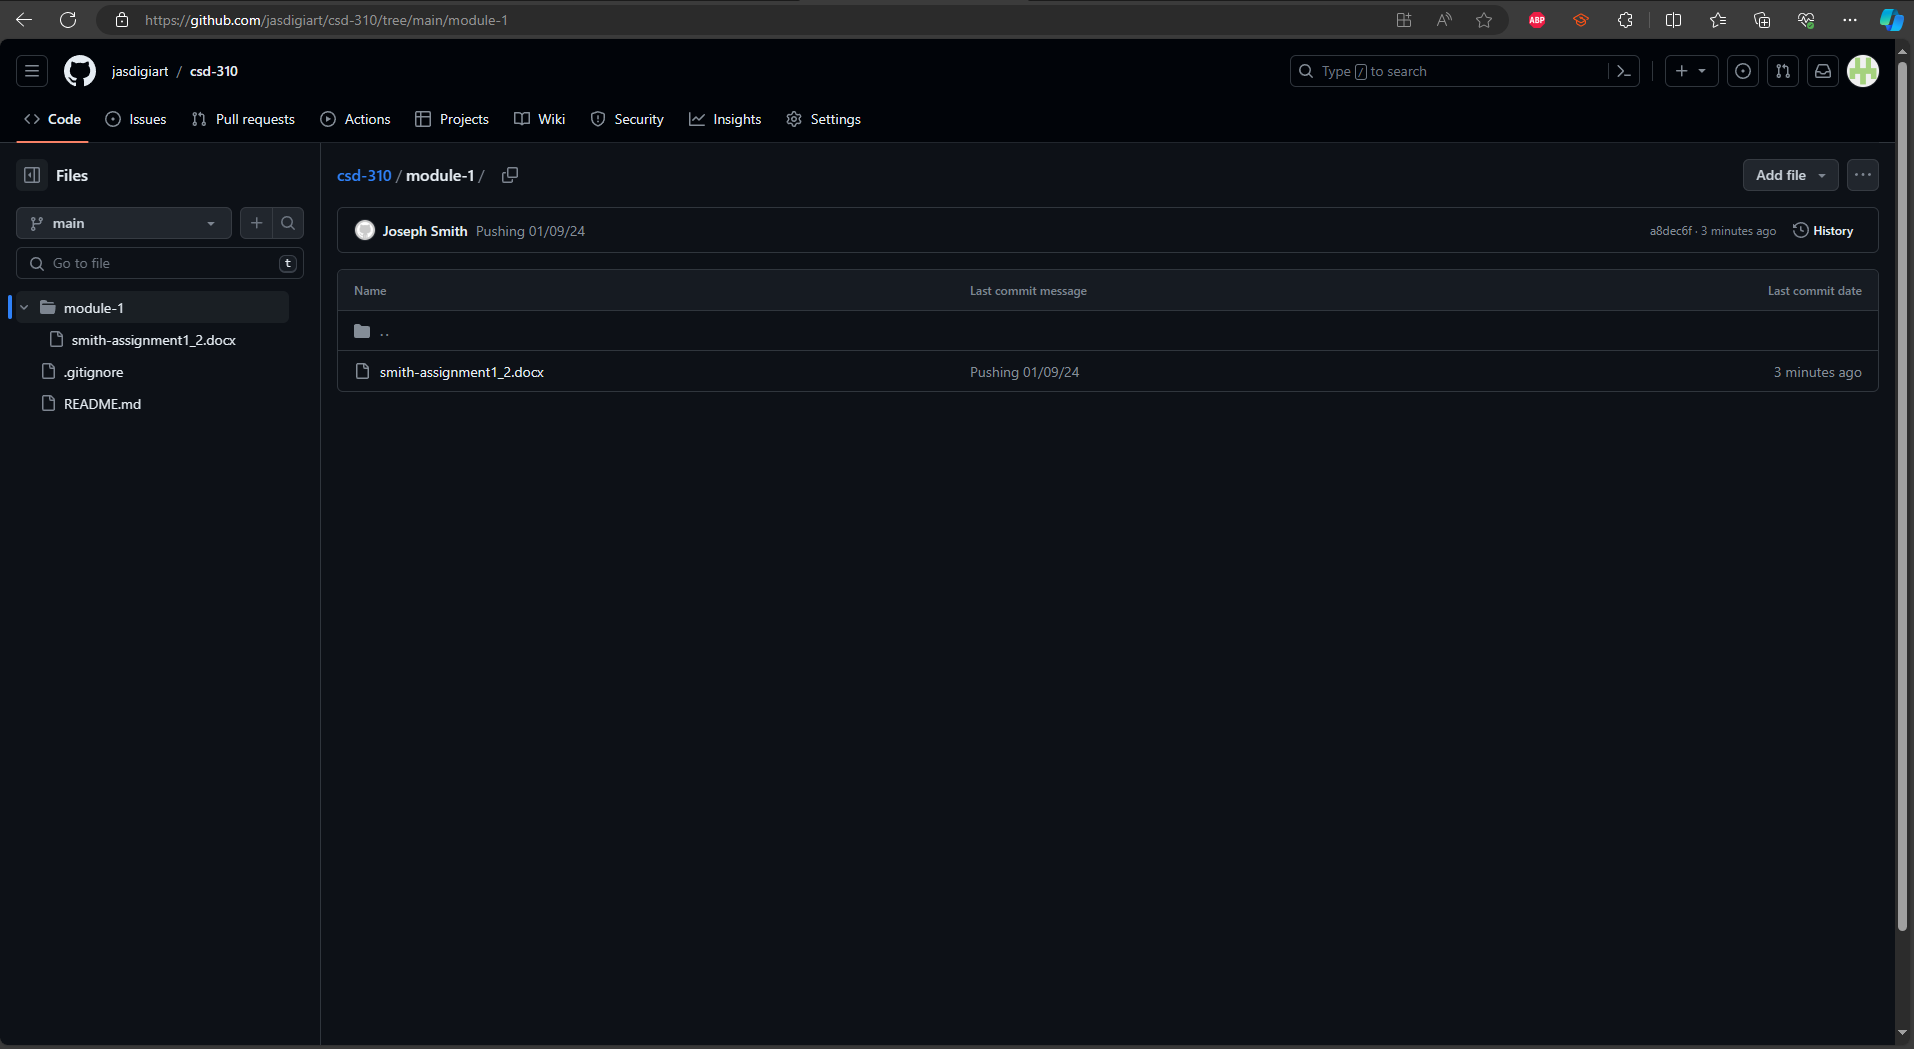 https://github.com/jasdigiart/csd-310/tree/main/module-1
ABP
jasdigiart / csd-310
Type / to search
Code Issues Pull requests Actions Projects Wiki Security Insights Settings
Files
csd-310 / module-1 /
Add file
main
Joseph Smith Pushing 01/09/24
a8dec6f · 3 minutes ago History
Go to file
t
Name Last commit message Last commit date
module-1
..
smith-assignment1_2.docx
.gitignore
README.md
smith-assignment1_2.docx Pushing 01/09/24 3 minutes ago